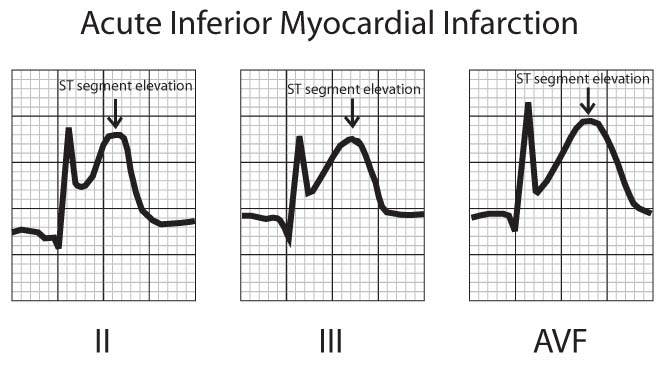 Acute Inferior Myocardial Infarction
ST segment elevation
ST segment elevation
ST segment elevation
II
III
AVF